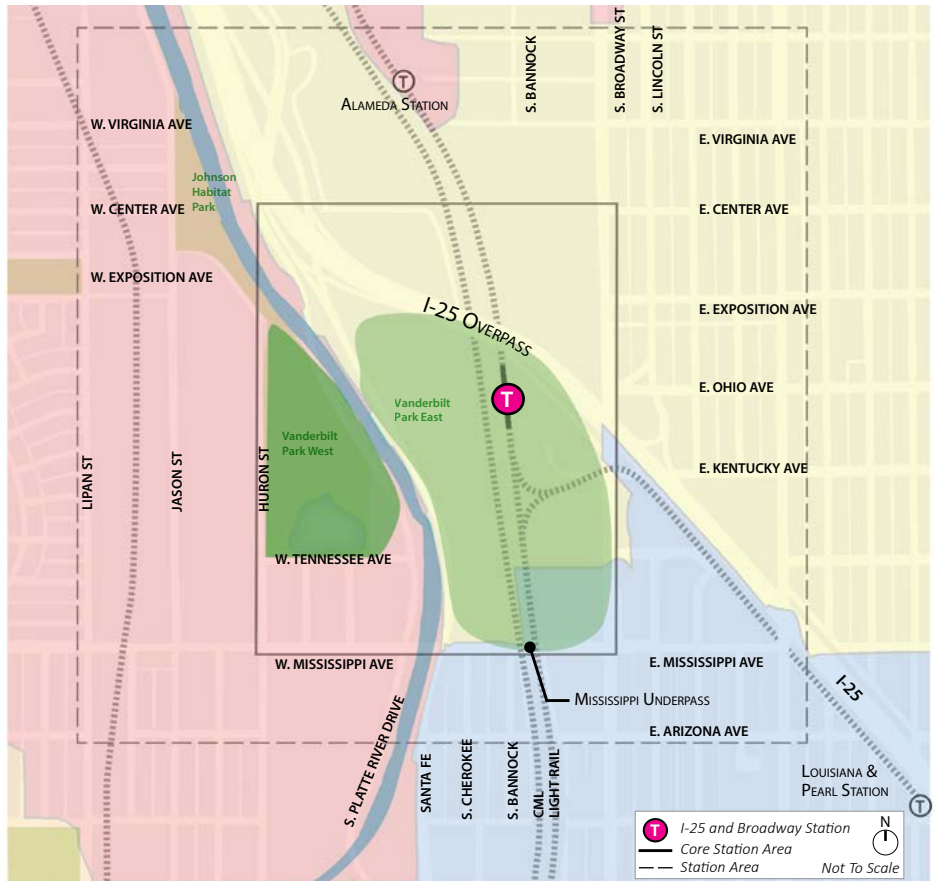 S. BANNOCK
S. BROADWAY ST
S. LINCOLN ST
T
ALAMEDA STATION
W. VIRGINIA AVE
E. VIRGINIA AVE
Johnson
Habitat
Park
W. CENTER AVE
E. CENTER AVE
W. EXPOSITION AVE
E. EXPOSITION AVE
I-25 OVERPASS
E. OHIO AVE
T
Vanderbilt
Park East
Vanderbilt
Park West
LIPAN ST
JASON ST
HURON ST
E. KENTUCKY AVE
W. TENNESSEE AVE
W. MISSISSIPPI AVE
E. MISSISSIPPI AVE
I-25
MISSISSIPPI UNDERPASS
E. ARIZONA AVE
S. PLATTE RIVER DRIVE
SANTA FE
S. CHEROKEE
S. BANNOCK
CML
LIGHT RAIL
LOUISIANA &
PEARL STATION
T
T I-25 and Broadway Station
Core Station Area
Station Area
N
Not To Scale